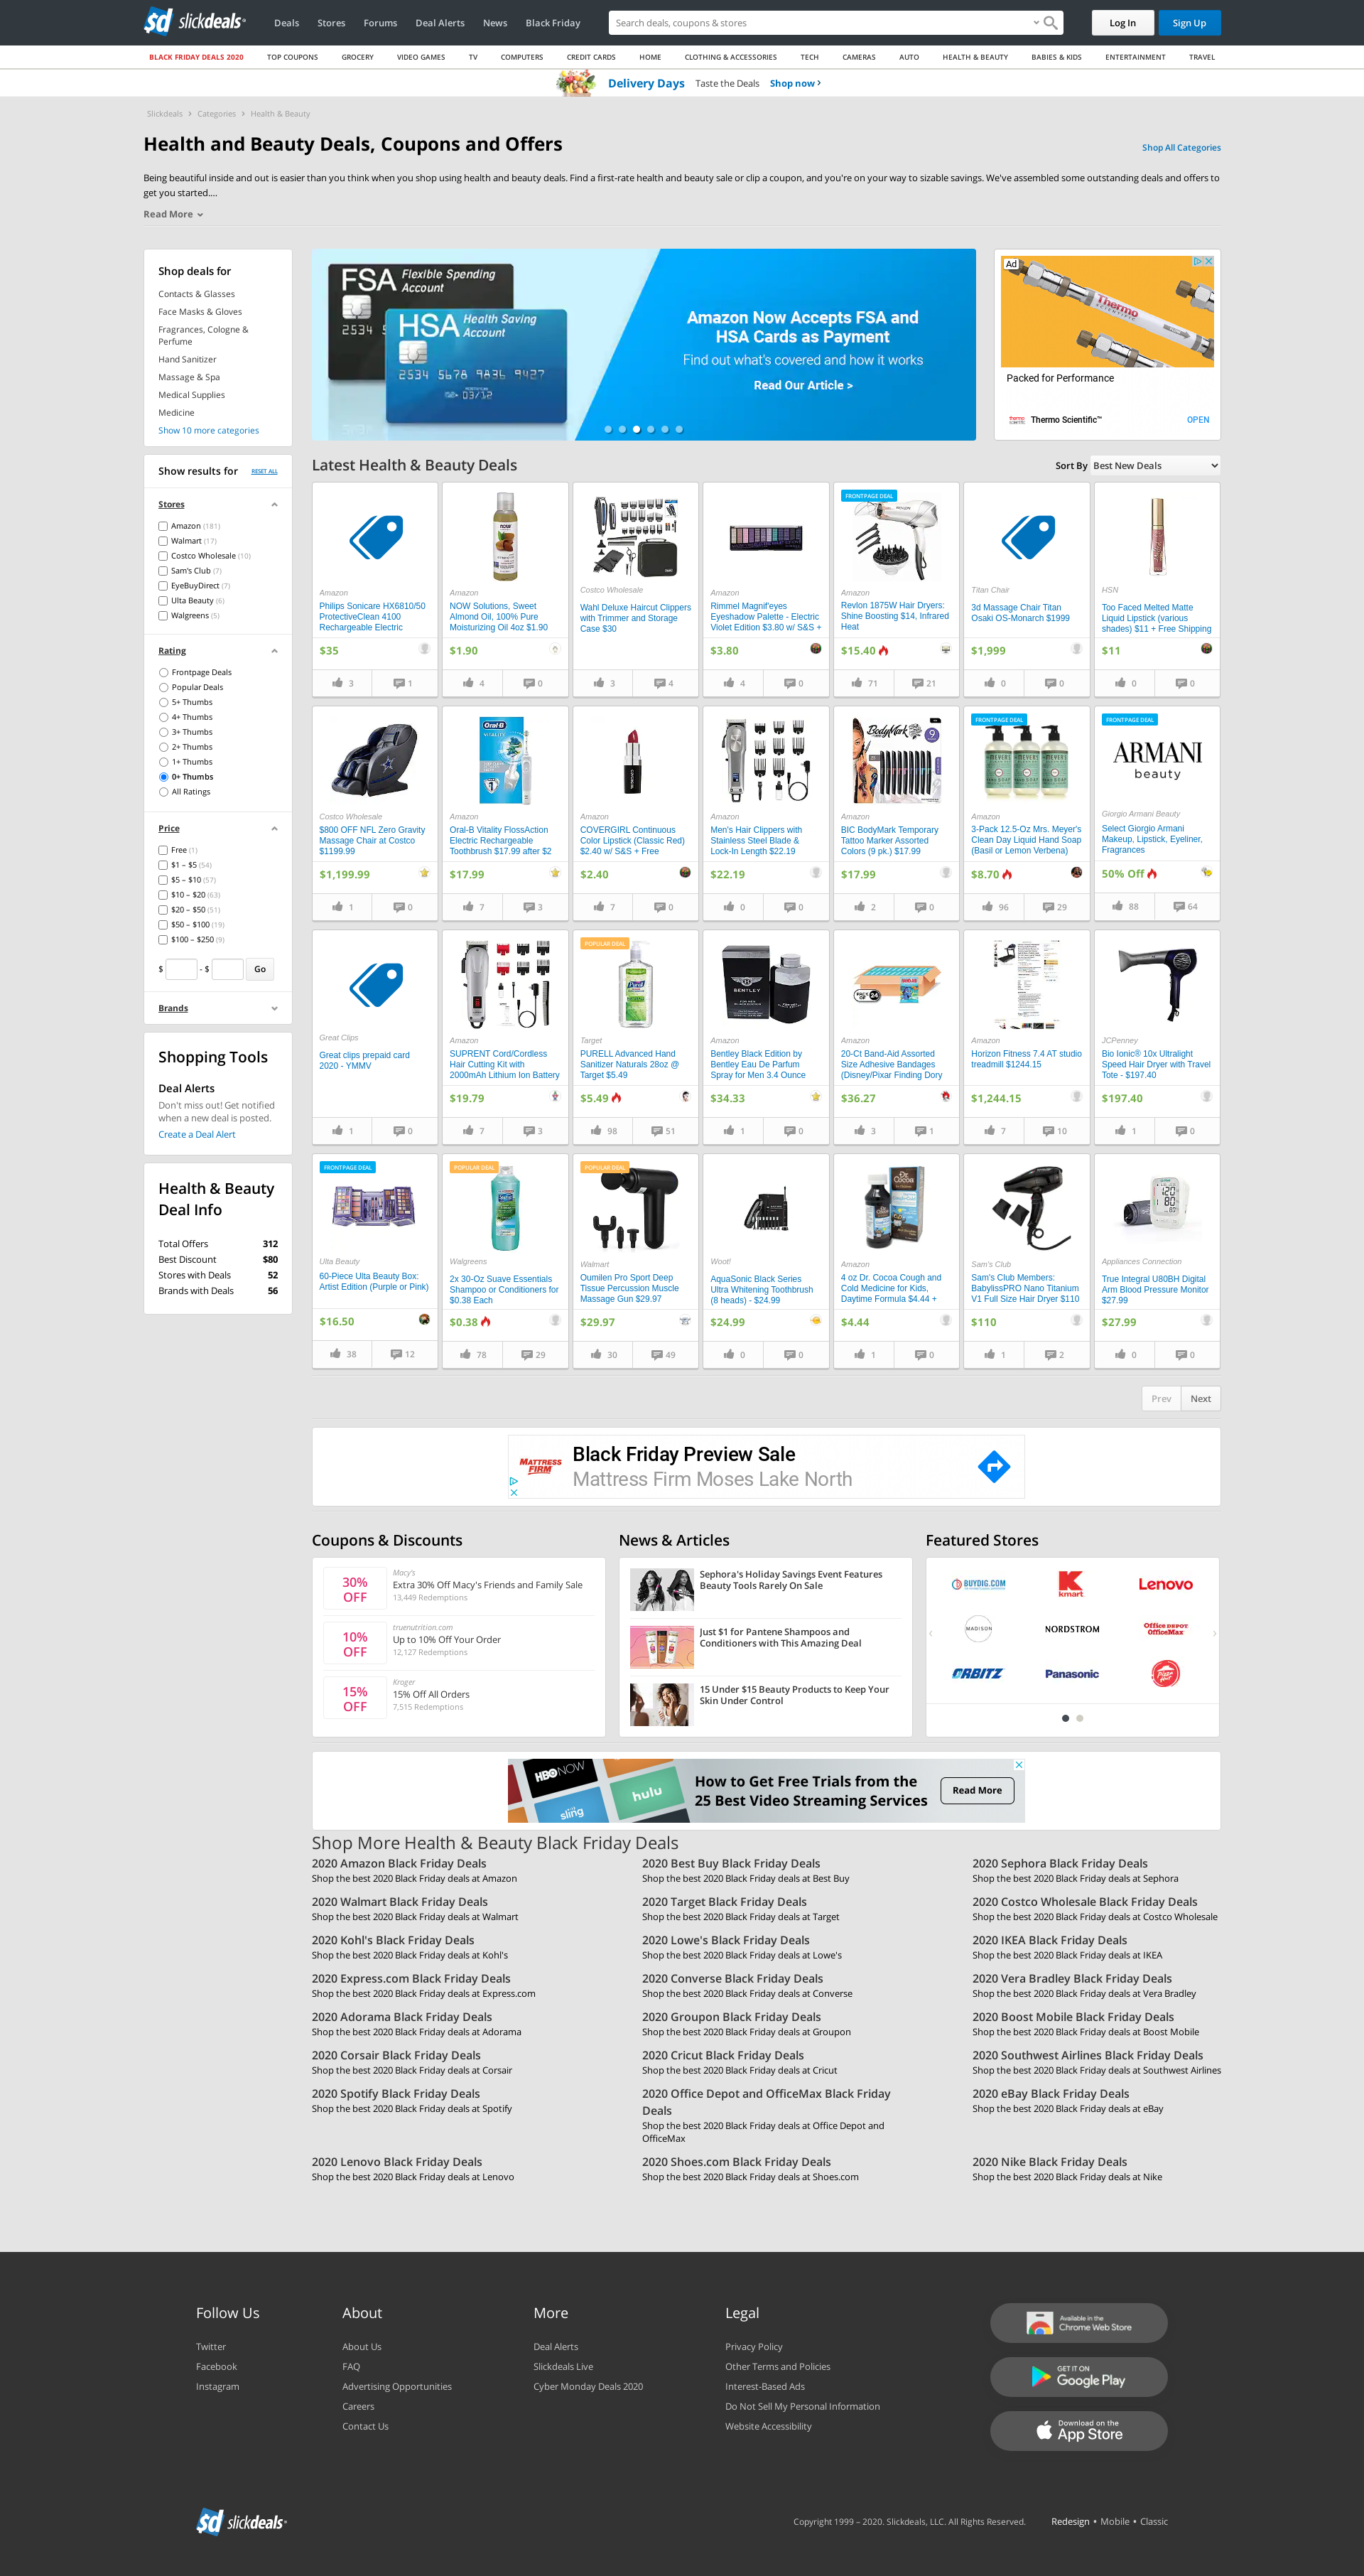 slickdeals
Deals Stores Forums Deal Alerts News Black Friday
Search deals, coupons & stores
Log In Sign Up
BLACK FRIDAY DEALS 2020 TOP COUPONS GROCERY VIDEO GAMES TV COMPUTERS CREDIT CARDS HOME CLOTHING & ACCESSORIES TECH CAMERAS AUTO HEALTH & BEAUTY BABIES & KIDS ENTERTAINMENT TRAVEL
Delivery Days Taste the Deals Shop now
Slickdeals › Categories › Health & Beauty
Health and Beauty Deals, Coupons and Offers
Shop All Categories
Being beautiful inside and out is easier than you think when you shop using health and beauty deals. Find a first-rate health and beauty sale or clip a coupon, and you're on your way to sizable savings. We've assembled some outstanding deals and offers to
get you started....
Read More
Shop deals for
Contacts & Glasses
Face Masks & Gloves
Fragrances, Cologne &
Perfume
Hand Sanitizer
Massage & Spa
Medical Supplies
Medicine
Show 10 more categories
FSA Flexible Spending
Account
HSA Health Saving
Account
2534 5678 9836 9427
03/12
Amazon Now Accepts FSA and
HSA Cards as Payment
Find out what's covered and how it works
Read Our Article >
Ad
Thermo
SCIENTIFIC
Packed for Performance
Thermo Scientific™ OPEN
Show results for RESET ALL
Stores
Amazon (181)
Walmart (17)
Costco Wholesale (10)
Sam's Club (7)
EyeBuyDirect (7)
Ulta Beauty (6)
Walgreens (5)
Rating
Frontpage Deals
Popular Deals
5+ Thumbs
4+ Thumbs
3+ Thumbs
2+ Thumbs
1+ Thumbs
0+ Thumbs
All Ratings
Price
Free (1)
$1 – $5 (54)
$5 – $10 (57)
$10 – $20 (63)
$20 – $50 (51)
$50 – $100 (19)
$100 – $250 (9)
$ - $ Go
Brands
Shopping Tools
Deal Alerts
Don't miss out! Get notified
when a new deal is posted.
Create a Deal Alert
Health & Beauty
Deal Info
Total Offers 312
Best Discount $80
Stores with Deals 52
Brands with Deals 56
Latest Health & Beauty Deals
Sort By Best New Deals
Amazon
Philips Sonicare HX6810/50
ProtectiveClean 4100
Rechargeable Electric
$35
3 1
Amazon
NOW Solutions, Sweet
Almond Oil, 100% Pure
Moisturizing Oil 4oz $1.90
$1.90
4 0
Costco Wholesale
Wahl Deluxe Haircut Clippers
with Trimmer and Storage
Case $30
3 4
Amazon
Rimmel Magnif'eyes
Eyeshadow Palette - Electric
Violet Edition $3.80 w/ S&S +
$3.80
4 0
FRONTPAGE DEAL
Amazon
Revlon 1875W Hair Dryers:
Shine Boosting $14, Infrared
Heat
$15.40
71 21
Titan Chair
3d Massage Chair Titan
Osaki OS-Monarch $1999
$1,999
0 0
HSN
Too Faced Melted Matte
Liquid Lipstick (various
shades) $11 + Free Shipping
$11
0 0
Costco Wholesale
$800 OFF NFL Zero Gravity
Massage Chair at Costco
$1199.99
$1,199.99
1 0
Oral-B
VITALITY
Amazon
Oral-B Vitality FlossAction
Electric Rechargeable
Toothbrush $17.99 after $2
$17.99
7 3
Amazon
COVERGIRL Continuous
Color Lipstick (Classic Red)
$2.40 w/ S&S + Free
$2.40
7 0
Amazon
Men's Hair Clippers with
Stainless Steel Blade &
Lock-In Length $22.19
$22.19
0 0
BodyMark
9
Amazon
BIC BodyMark Temporary
Tattoo Marker Assorted
Colors (9 pk.) $17.99
$17.99
2 0
FRONTPAGE DEAL
Amazon
3-Pack 12.5-Oz Mrs. Meyer's
Clean Day Liquid Hand Soap
(Basil or Lemon Verbena)
$8.70
96 29
FRONTPAGE DEAL
ARMANI
beauty
Giorgio Armani Beauty
Select Giorgio Armani
Makeup, Lipstick, Eyeliner,
Fragrances
50% Off
88 64
Great Clips
Great clips prepaid card
2020 - YMMV
1 0
Amazon
SUPRENT Cord/Cordless
Hair Cutting Kit with
2000mAh Lithium Ion Battery
$19.79
7 3
POPULAR DEAL
PURELL
Target
PURELL Advanced Hand
Sanitizer Naturals 28oz @
Target $5.49
$5.49
98 51
BENTLEY
Amazon
Bentley Black Edition by
Bentley Eau De Parfum
Spray for Men 3.4 Ounce
$34.33
1 0
24
Amazon
20-Ct Band-Aid Assorted
Size Adhesive Bandages
(Disney/Pixar Finding Dory
$36.27
3 1
Amazon
Horizon Fitness 7.4 AT studio
treadmill $1244.15
$1,244.15
7 10
JCPenney
Bio Ionic® 10x Ultralight
Speed Hair Dryer with Travel
Tote - $197.40
$197.40
1 0
FRONTPAGE DEAL
Ulta Beauty
60-Piece Ulta Beauty Box:
Artist Edition (Purple or Pink)
$16.50
38 12
POPULAR DEAL
Walgreens
2x 30-Oz Suave Essentials
Shampoo or Conditioners for
$0.38 Each
$0.38
78 29
POPULAR DEAL
Walmart
Oumilen Pro Sport Deep
Tissue Percussion Muscle
Massage Gun $29.97
$29.97
30 49
Woot!
AquaSonic Black Series
Ultra Whitening Toothbrush
(8 heads) - $24.99
$24.99
0 0
Dr. Cocoa
Amazon
4 oz Dr. Cocoa Cough and
Cold Medicine for Kids,
Daytime Formula $4.44 +
$4.44
1 0
Sam's Club
Sam's Club Members:
BabylissPRO Nano Titanium
V1 Full Size Hair Dryer $110
$110
1 2
Appliances Connection
True Integral U80BH Digital
Arm Blood Pressure Monitor
$27.99
$27.99
0 0
Prev Next
MATTRESS FIRM
Black Friday Preview Sale
Mattress Firm Moses Lake North
Coupons & Discounts
30% OFF
Macy's
Extra 30% Off Macy's Friends and Family Sale
13,449 Redemptions
10% OFF
truenutrition.com
Up to 10% Off Your Order
12,127 Redemptions
15% OFF
Kroger
15% Off All Orders
7,515 Redemptions
News & Articles
Sephora's Holiday Savings Event Features
Beauty Tools Rarely On Sale
Just $1 for Pantene Shampoos and
Conditioners with This Amazing Deal
15 Under $15 Beauty Products to Keep Your
Skin Under Control
Featured Stores
BUYDIG.COM kmart Lenovo
MADISON NORDSTROM Office DEPOT OfficeMax
ORBITZ Panasonic Pizza Hut
HBO NOW
sling
hulu
How to Get Free Trials from the
25 Best Video Streaming Services
Read More
Shop More Health & Beauty Black Friday Deals
2020 Amazon Black Friday Deals
Shop the best 2020 Black Friday deals at Amazon
2020 Best Buy Black Friday Deals
Shop the best 2020 Black Friday deals at Best Buy
2020 Sephora Black Friday Deals
Shop the best 2020 Black Friday deals at Sephora
2020 Walmart Black Friday Deals
Shop the best 2020 Black Friday deals at Walmart
2020 Target Black Friday Deals
Shop the best 2020 Black Friday deals at Target
2020 Costco Wholesale Black Friday Deals
Shop the best 2020 Black Friday deals at Costco Wholesale
2020 Kohl's Black Friday Deals
Shop the best 2020 Black Friday deals at Kohl's
2020 Lowe's Black Friday Deals
Shop the best 2020 Black Friday deals at Lowe's
2020 IKEA Black Friday Deals
Shop the best 2020 Black Friday deals at IKEA
2020 Express.com Black Friday Deals
Shop the best 2020 Black Friday deals at Express.com
2020 Converse Black Friday Deals
Shop the best 2020 Black Friday deals at Converse
2020 Vera Bradley Black Friday Deals
Shop the best 2020 Black Friday deals at Vera Bradley
2020 Adorama Black Friday Deals
Shop the best 2020 Black Friday deals at Adorama
2020 Groupon Black Friday Deals
Shop the best 2020 Black Friday deals at Groupon
2020 Boost Mobile Black Friday Deals
Shop the best 2020 Black Friday deals at Boost Mobile
2020 Corsair Black Friday Deals
Shop the best 2020 Black Friday deals at Corsair
2020 Cricut Black Friday Deals
Shop the best 2020 Black Friday deals at Cricut
2020 Southwest Airlines Black Friday Deals
Shop the best 2020 Black Friday deals at Southwest Airlines
2020 Spotify Black Friday Deals
Shop the best 2020 Black Friday deals at Spotify
2020 Office Depot and OfficeMax Black Friday
Deals
Shop the best 2020 Black Friday deals at Office Depot and
OfficeMax
2020 eBay Black Friday Deals
Shop the best 2020 Black Friday deals at eBay
2020 Lenovo Black Friday Deals
Shop the best 2020 Black Friday deals at Lenovo
2020 Shoes.com Black Friday Deals
Shop the best 2020 Black Friday deals at Shoes.com
2020 Nike Black Friday Deals
Shop the best 2020 Black Friday deals at Nike
Follow Us
Twitter
Facebook
Instagram
About
About Us
FAQ
Advertising Opportunities
Careers
Contact Us
More
Deal Alerts
Slickdeals Live
Cyber Monday Deals 2020
Legal
Privacy Policy
Other Terms and Policies
Interest-Based Ads
Do Not Sell My Personal Information
Website Accessibility
Available in the
Chrome Web Store
GET IT ON
Google Play
Download on the
App Store
slickdeals
Copyright 1999 – 2020. Slickdeals, LLC. All Rights Reserved.
Redesign • Mobile • Classic